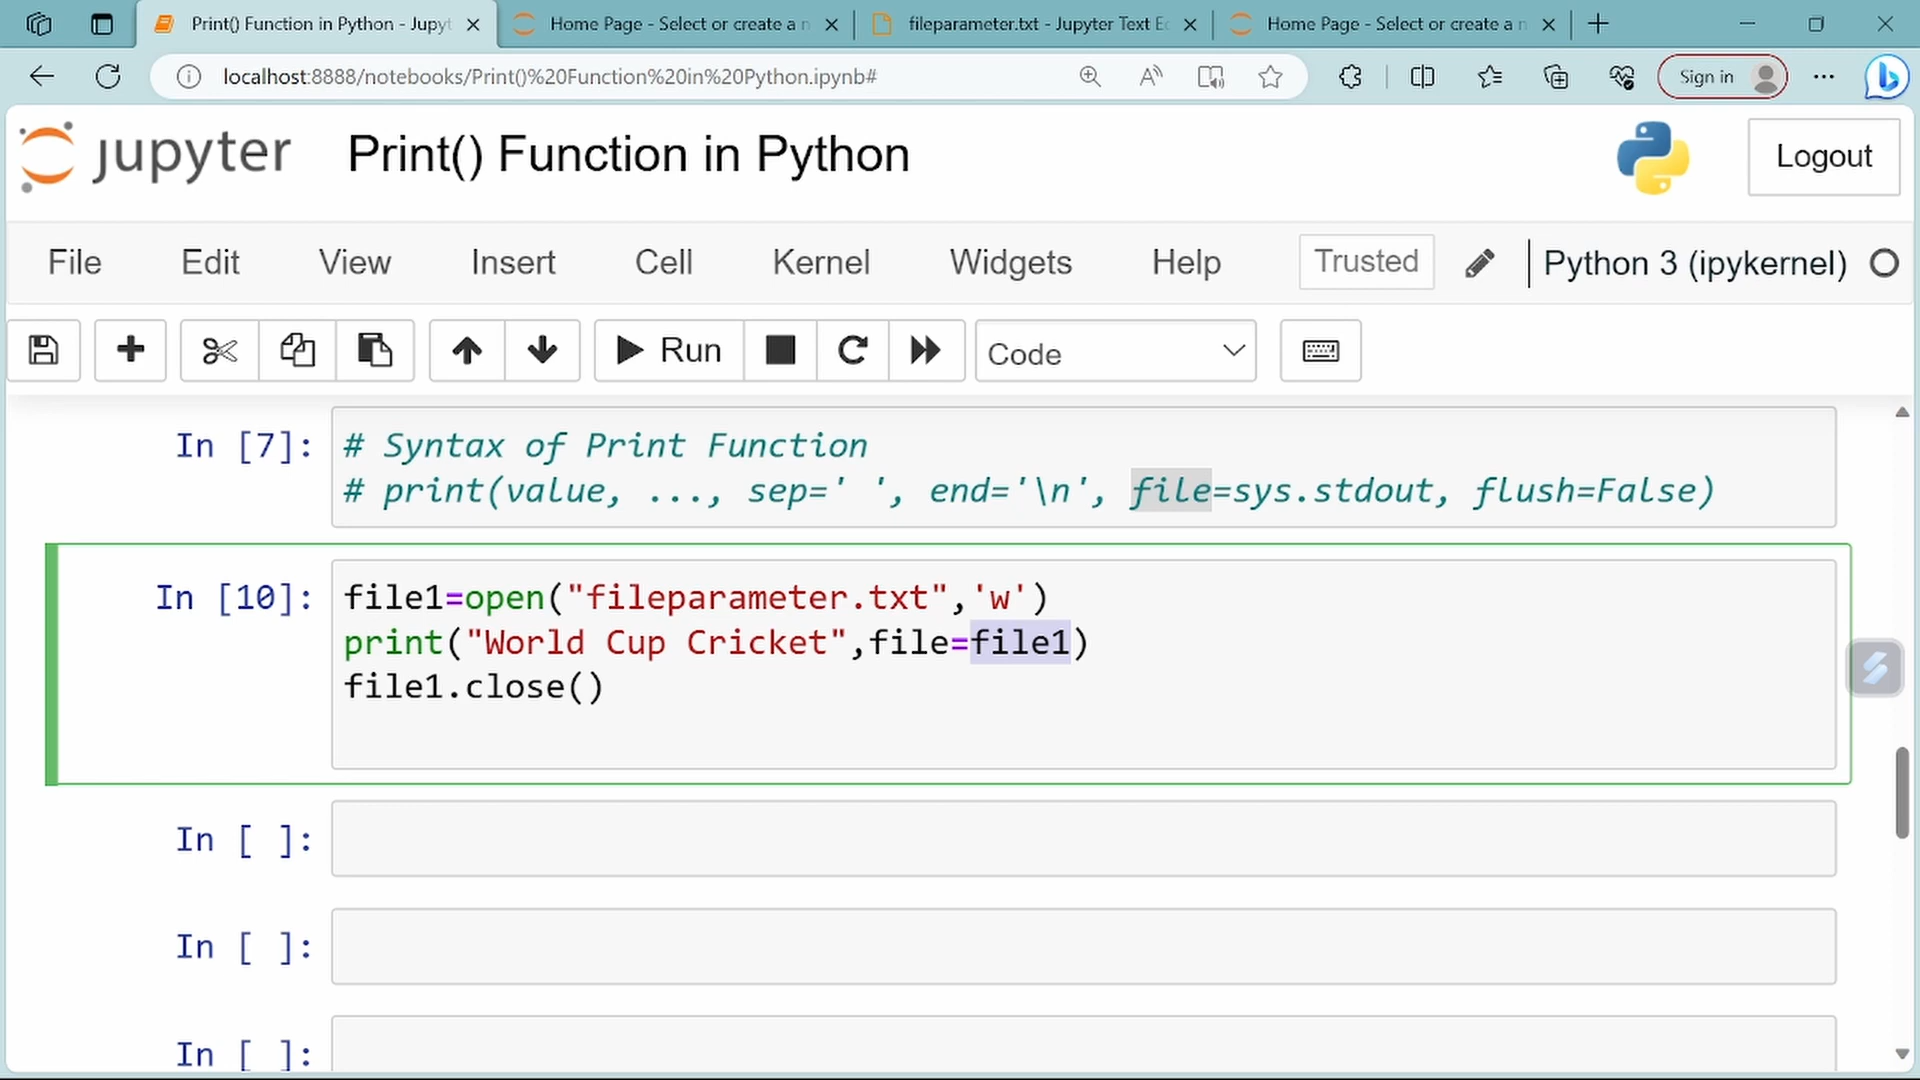 Print() Function in Python - Jupyt
Home Page - Select or create a n
fileparameter.txt - Jupyter Text Ec
Home Page - Select or create a n
localhost:8888/notebooks/Print()%20Function%20in%20Python.ipynb#
Sign in
jupyter Print() Function in Python
Logout
File Edit View Insert Cell Kernel Widgets Help Trusted Python 3 (ipykernel)
Run Code
In [7]: # Syntax of Print Function
# print(value, ..., sep=' ', end='\n', file=sys.stdout, flush=False)
In [10]: file1=open("fileparameter.txt",'w')
print("World Cup Cricket",file=file1)
file1.close()
In [ ]:
In [ ]:
In [ ]: